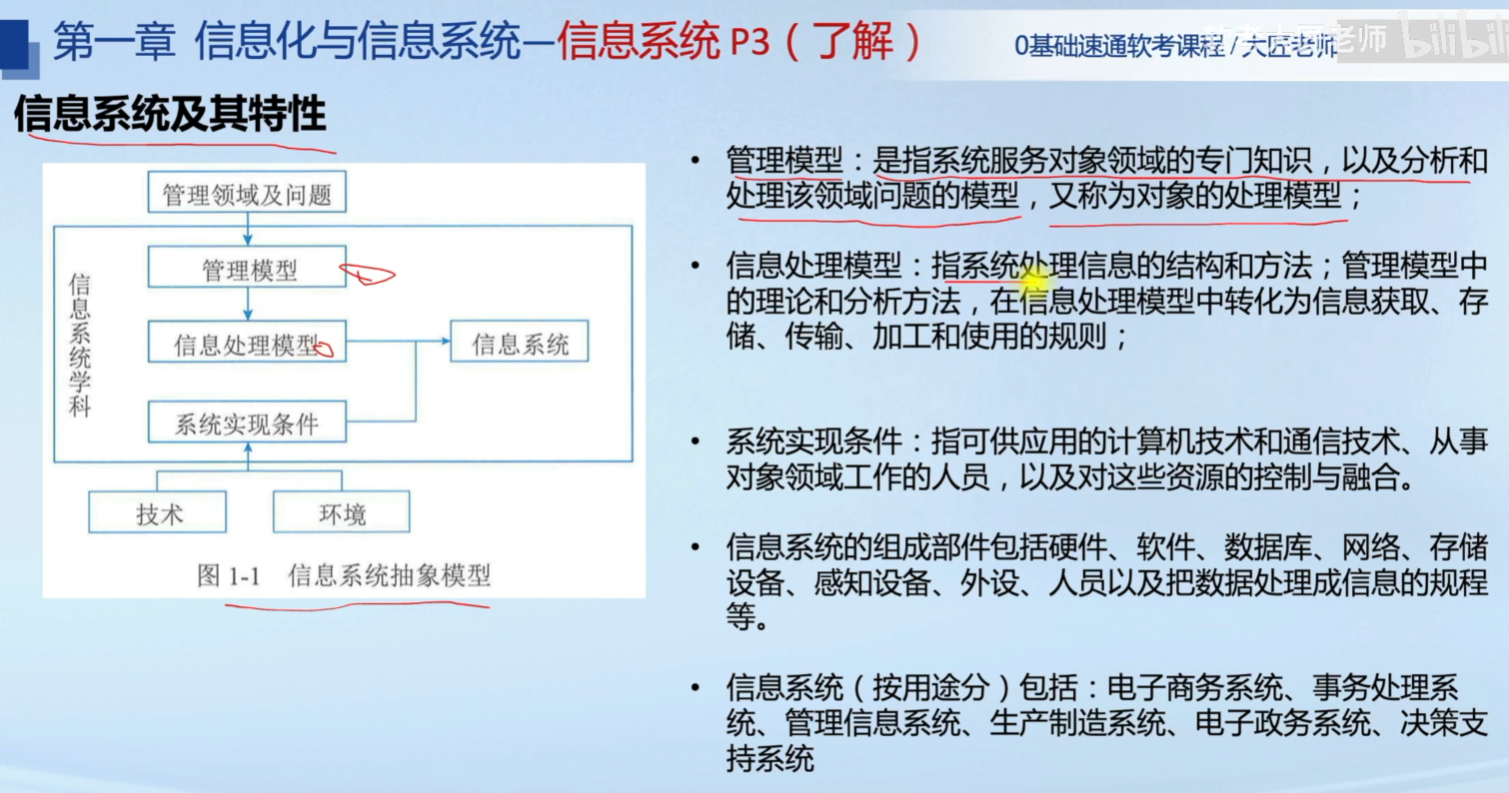 第一章 信息化与信息系统—信息系统 P3（了解）
0基础速通软考课程/大匠老师
bilibili
信息系统及其特性
管理领域及问题
管理模型
信息处理模型
信息系统
系统实现条件
信息系统学科
技术
环境
图 1-1 信息系统抽象模型
• 管理模型：是指系统服务对象领域的专门知识，以及分析和
处理该领域问题的模型，又称为对象的处理模型；
• 信息处理模型：指系统处理信息的结构和方法；管理模型中
的理论和分析方法，在信息处理模型中转化为信息获取、存
储、传输、加工和使用的规则；
• 系统实现条件：指可供应用的计算机技术和通信技术、从事
对象领域工作的人员，以及对这些资源的控制与融合。
• 信息系统的组成部件包括硬件、软件、数据库、网络、存储
设备、感知设备、外设、人员以及把数据处理成信息的规程
等。
• 信息系统（按用途分）包括：电子商务系统、事务处理系
统、管理信息系统、生产制造系统、电子政务系统、决策支
持系统